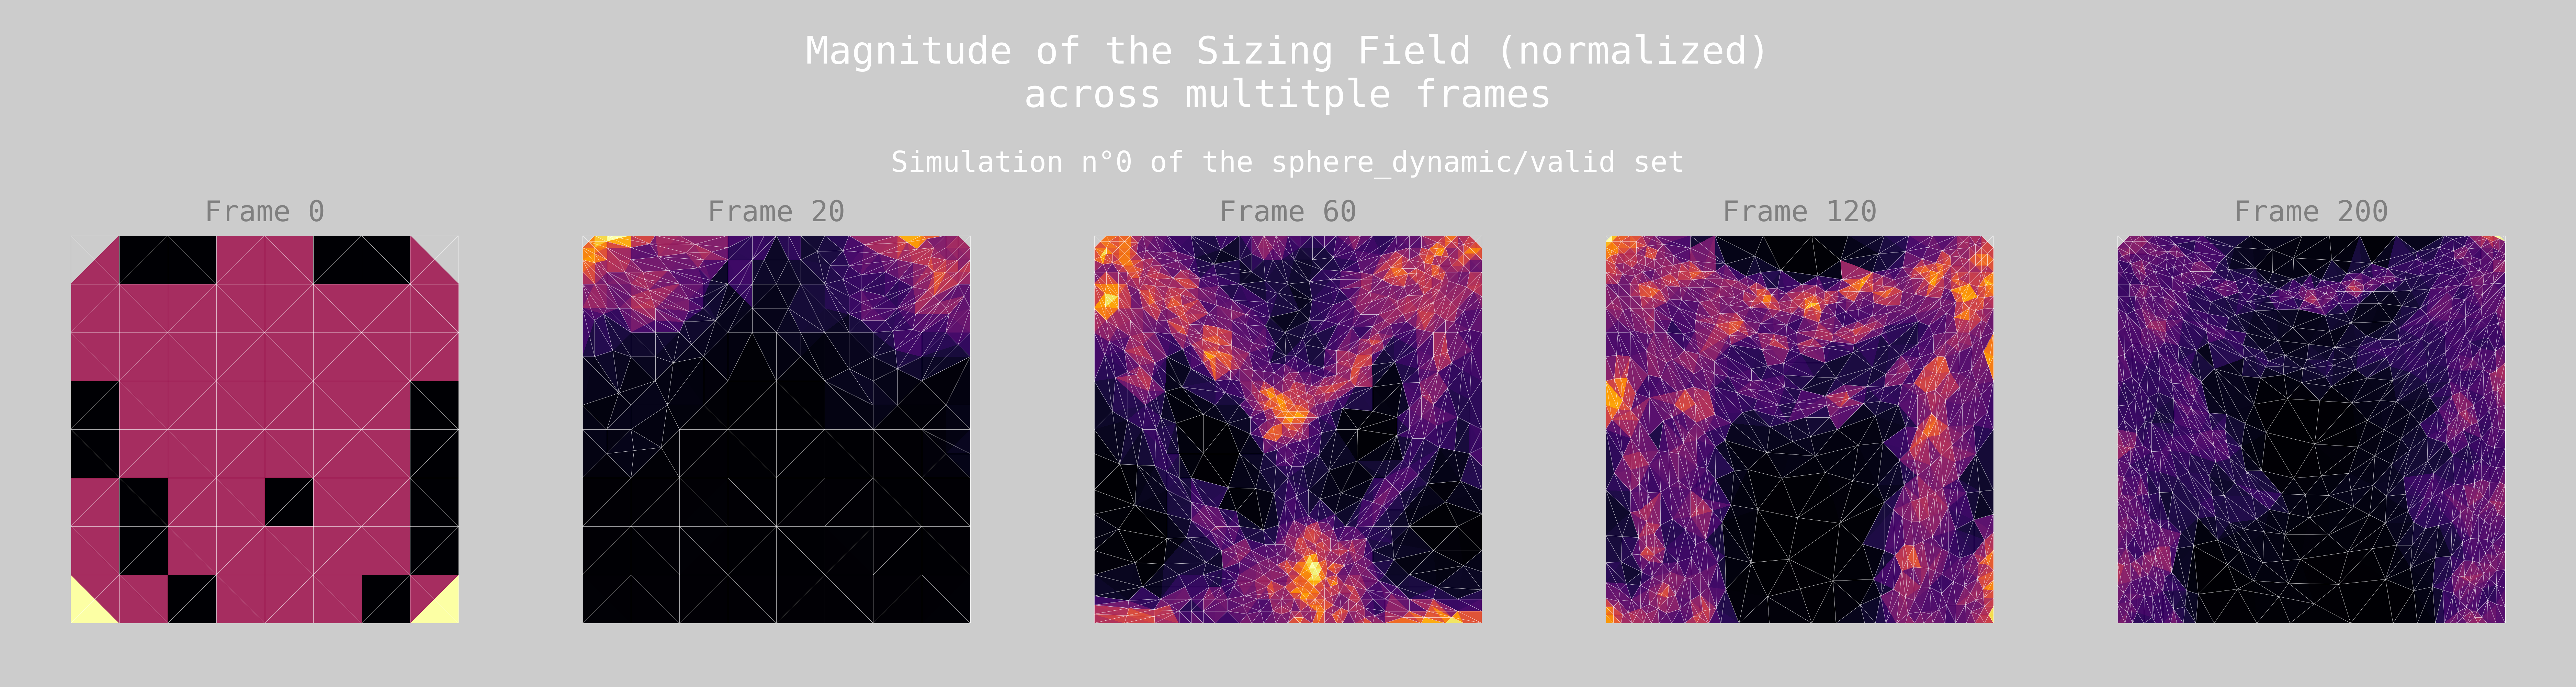 Magnitude of the Sizing Field (normalized)
across multitple frames
Simulation n°0 of the sphere_dynamic/valid set
Frame 0
Frame 20
Frame 60
Frame 120
Frame 200